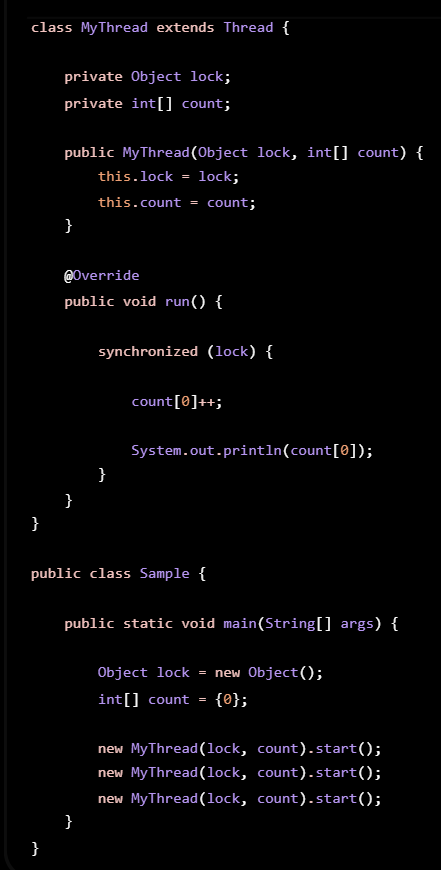 class MyThread extends Thread {
private Object lock;
private int[] count;
public MyThread(Object lock, int[] count) {
this.lock = lock;
this.count = count;
}
@Override
public void run() {
synchronized (lock) {
count[0]++;
System.out.println(count[0]);
}
}
}
public class Sample {
public static void main(String[] args) {
Object lock = new Object();
int[] count = {0};
new MyThread(lock, count).start();
new MyThread(lock, count).start();
new MyThread(lock, count).start();
}
}